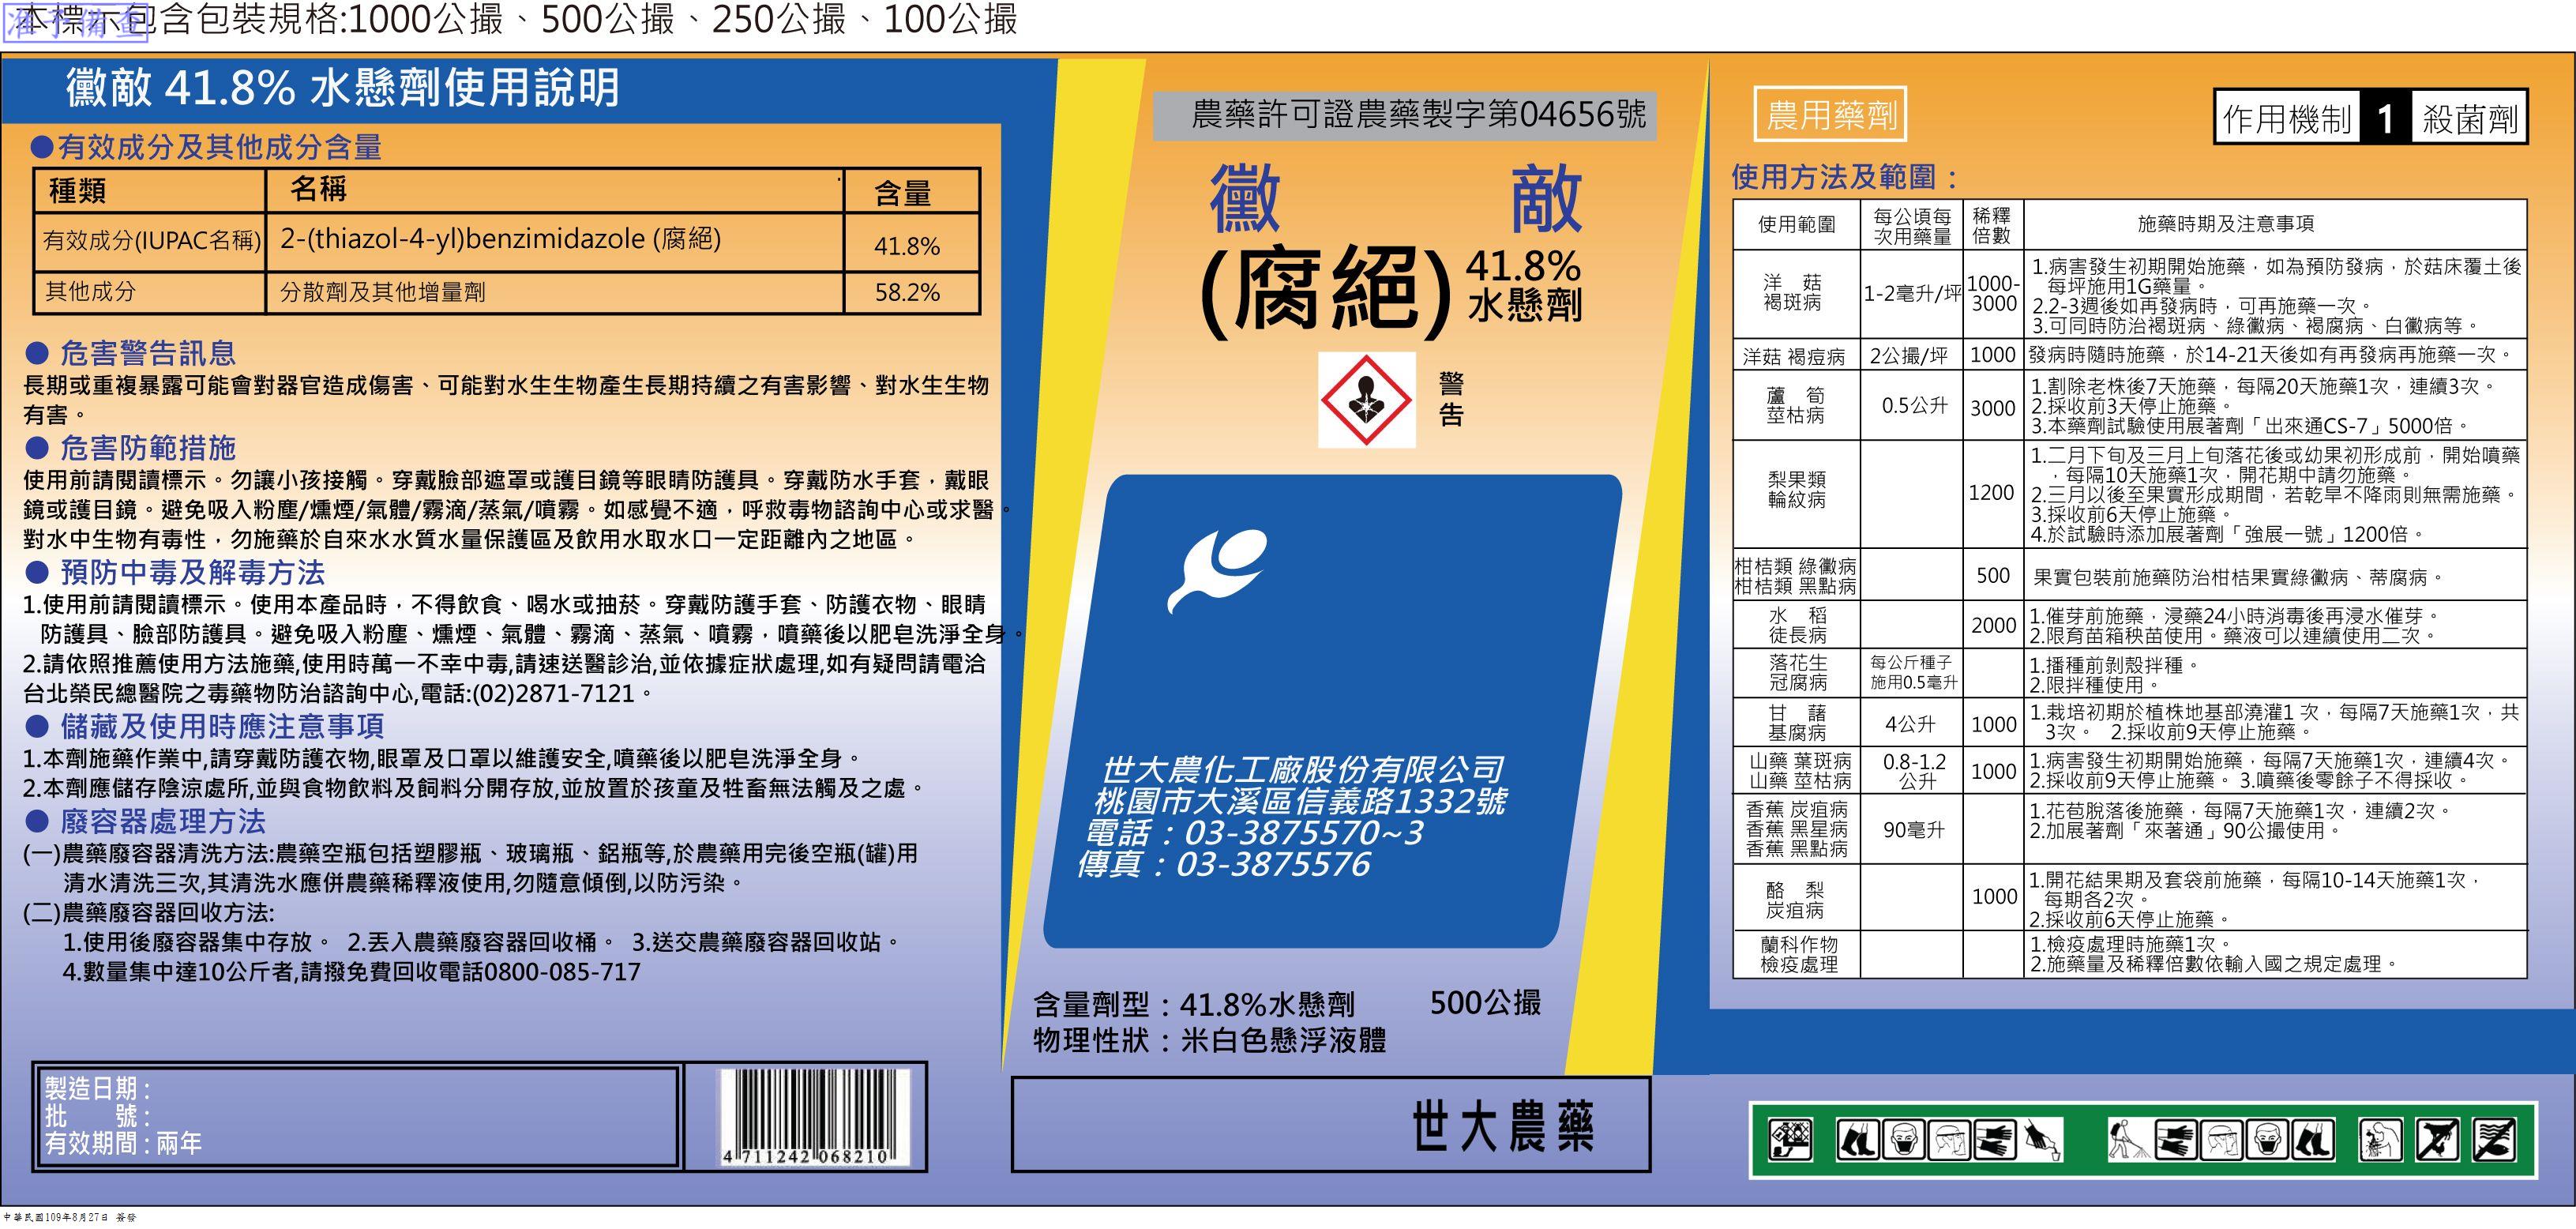 本標示包含包裝規格:1000公撮、500公撮、250公撮、100公撮
准予備查
黴敵 41.8% 水懸劑使用說明
●有效成分及其他成分含量
種類 名稱 含量
有效成分(IUPAC名稱) 2-(thiazol-4-yl)benzimidazole (腐絕) 41.8%
其他成分 分散劑及其他增量劑 58.2%
● 危害警告訊息
長期或重複暴露可能會對器官造成傷害、可能對水生生物產生長期持續之有害影響、對水生生物
有害。
● 危害防範措施
使用前請閱讀標示。勿讓小孩接觸。穿戴臉部遮罩或護目鏡等眼睛防護具。穿戴防水手套，戴眼
鏡或護目鏡。避免吸入粉塵/燻煙/氣體/霧滴/蒸氣/噴霧。如感覺不適，呼救毒物諮詢中心或求醫。
對水中生物有毒性，勿施藥於自來水水質水量保護區及飲用水取水口一定距離內之地區。
● 預防中毒及解毒方法
1.使用前請閱讀標示。使用本產品時，不得飲食、喝水或抽菸。穿戴防護手套、防護衣物、眼睛
防護具、臉部防護具。避免吸入粉塵、燻煙、氣體、霧滴、蒸氣、噴霧，噴藥後以肥皂洗淨全身。
2.請依照推薦使用方法施藥,使用時萬一不幸中毒,請速送醫診治,並依據症狀處理,如有疑問請電洽
台北榮民總醫院之毒藥物防治諮詢中心,電話:(02)2871-7121。
● 儲藏及使用時應注意事項
1.本劑施藥作業中,請穿戴防護衣物,眼罩及口罩以維護安全,噴藥後以肥皂洗淨全身。
2.本劑應儲存陰涼處所,並與食物飲料及飼料分開存放,並放置於孩童及牲畜無法觸及之處。
● 廢容器處理方法
(一)農藥廢容器清洗方法:農藥空瓶包括塑膠瓶、玻璃瓶、鋁瓶等,於農藥用完後空瓶(罐)用
清水清洗三次,其清洗水應併農藥稀釋液使用,勿隨意傾倒,以防污染。
(二)農藥廢容器回收方法:
1.使用後廢容器集中存放。 2.丟入農藥廢容器回收桶。 3.送交農藥廢容器回收站。
4.數量集中達10公斤者,請撥免費回收電話0800-085-717
製造日期：
批　　號：
有效期間：兩年
4 711242 068210
農藥許可證農藥製字第04656號
黴 敵
(腐絕) 41.8%
水懸劑
警告
世大農化工廠股份有限公司
桃園市大溪區信義路1332號
電話：03-3875570~3
傳真：03-3875576
含量劑型：41.8%水懸劑 500公撮
物理性狀：米白色懸浮液體
世大農藥
農用藥劑
作用機制 1 殺菌劑
使用方法及範圍：
使用範圍 每公頃每次用藥量 稀釋倍數 施藥時期及注意事項
洋 菇 褐斑病 1-2毫升/坪 1000-3000
1.病害發生初期開始施藥，如為預防發病，於菇床覆土後
每坪施用1G藥量。
2.2-3週後如再發病時，可再施藥一次。
3.可同時防治褐斑病、綠黴病、褐腐病、白黴病等。
洋菇 褐痘病 2公撮/坪 1000 發病時隨時施藥，於14-21天後如有再發病再施藥一次。
蘆 筍 莖枯病 0.5公升 3000
1.割除老株後7天施藥，每隔20天施藥1次，連續3次。
2.採收前3天停止施藥。
3.本藥劑試驗使用展著劑「出來通CS-7」5000倍。
梨果類 輪紋病 1200
1.二月下旬及三月上旬落花後或幼果初形成前，開始噴藥
，每隔10天施藥1次，開花期中請勿施藥。
2.三月以後至果實形成期間，若乾旱不降雨則無需施藥。
3.採收前6天停止施藥。
4.於試驗時添加展著劑「強展一號」1200倍。
柑桔類 綠黴病
柑桔類 黑點病 500 果實包裝前施藥防治柑桔果實綠黴病、蒂腐病。
水 稻 徒長病 2000
1.催芽前施藥，浸藥24小時消毒後再浸水催芽。
2.限育苗箱秧苗使用。藥液可以連續使用二次。
落花生 冠腐病 每公斤種子施用0.5毫升
1.播種前剝殼拌種。
2.限拌種使用。
甘 藷 基腐病 4公升 1000
1.栽培初期於植株地基部澆灌1 次，每隔7天施藥1次，共
3次。 2.採收前9天停止施藥。
山藥 葉斑病
山藥 莖枯病 0.8-1.2公升 1000
1.病害發生初期開始施藥，每隔7天施藥1次，連續4次。
2.採收前9天停止施藥。 3.噴藥後零餘子不得採收。
香蕉 炭疽病
香蕉 黑星病
香蕉 黑點病 90毫升
1.花苞脫落後施藥，每隔7天施藥1次，連續2次。
2.加展著劑「來著通」90公撮使用。
酪 梨 炭疽病 1000
1.開花結果期及套袋前施藥，每隔10-14天施藥1次，
每期各2次。
2.採收前6天停止施藥。
蘭科作物 檢疫處理
1.檢疫處理時施藥1次。
2.施藥量及稀釋倍數依輸入國之規定處理。
中華民國109年8月27日 簽發